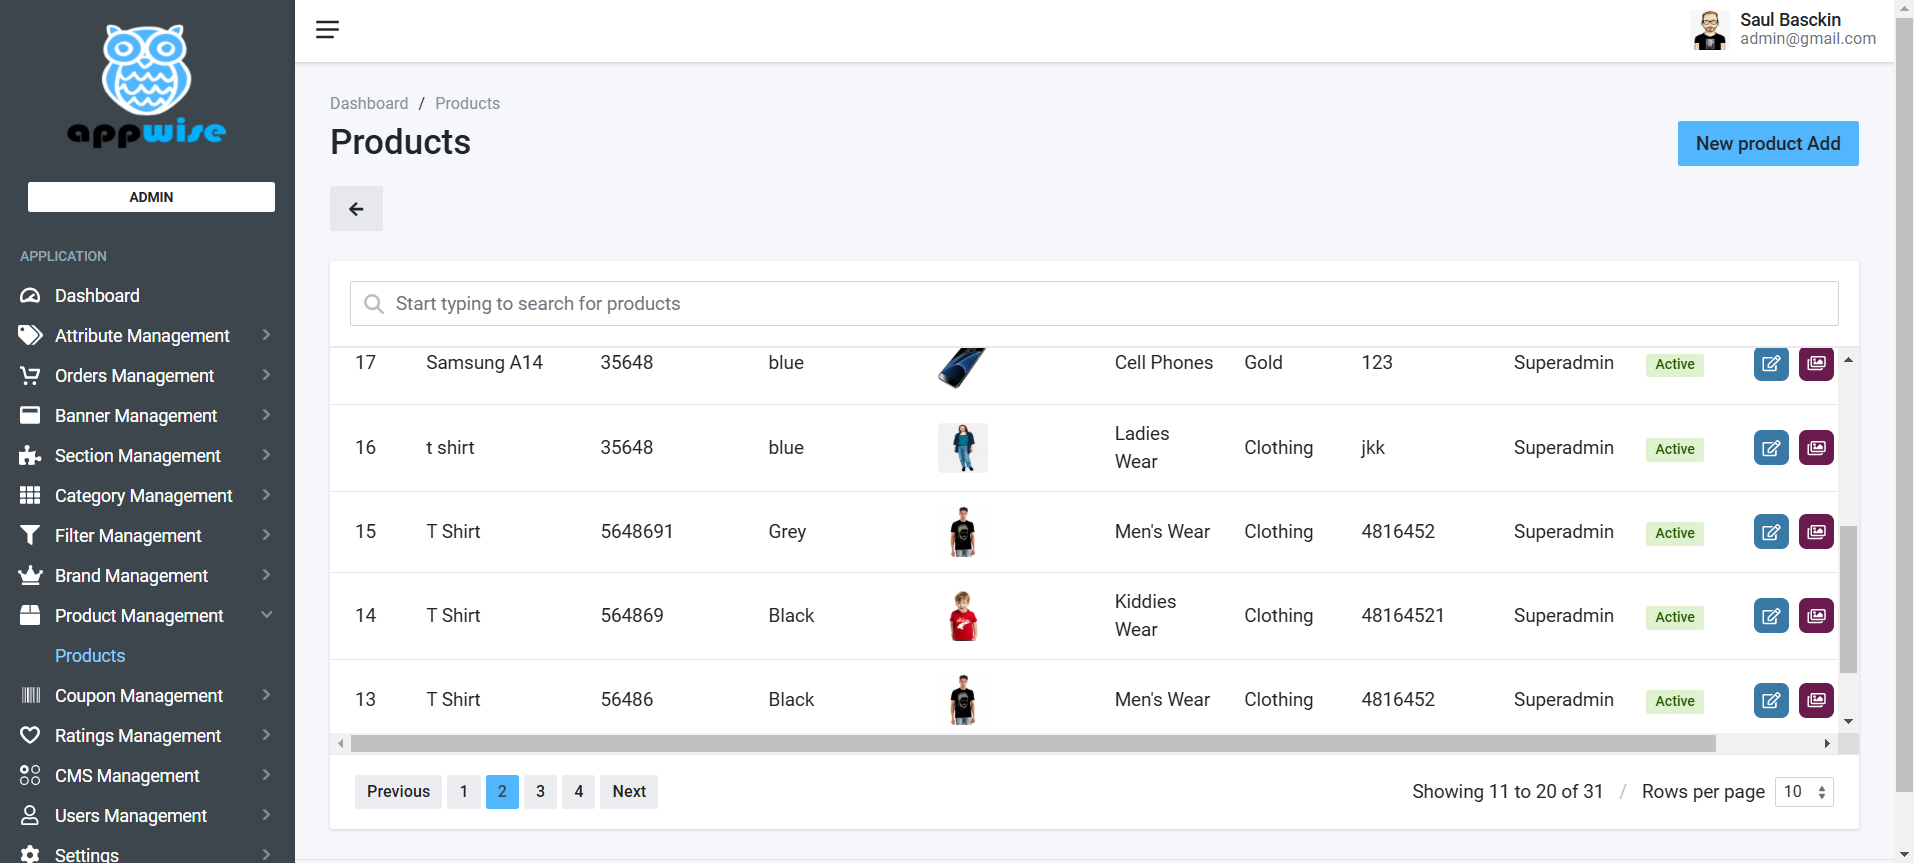 appwise
ADMIN
APPLICATION
Dashboard
Attribute Management
Orders Management
Banner Management
Section Management
Category Management
Filter Management
Brand Management
Product Management
Products
Coupon Management
Ratings Management
CMS Management
Users Management
Settings
Saul Basckin
admin@gmail.com
Dashboard / Products
Products
New product Add
Start typing to search for products
17 Samsung A14 35648 blue Cell Phones Gold 123 Superadmin Active
16 t shirt 35648 blue Ladies Wear Clothing jkk Superadmin Active
15 T Shirt 5648691 Grey Men's Wear Clothing 4816452 Superadmin Active
14 T Shirt 564869 Black Kiddies Wear Clothing 48164521 Superadmin Active
13 T Shirt 56486 Black Men's Wear Clothing 4816452 Superadmin Active
Previous 1 2 3 4 Next
Showing 11 to 20 of 31 / Rows per page 10